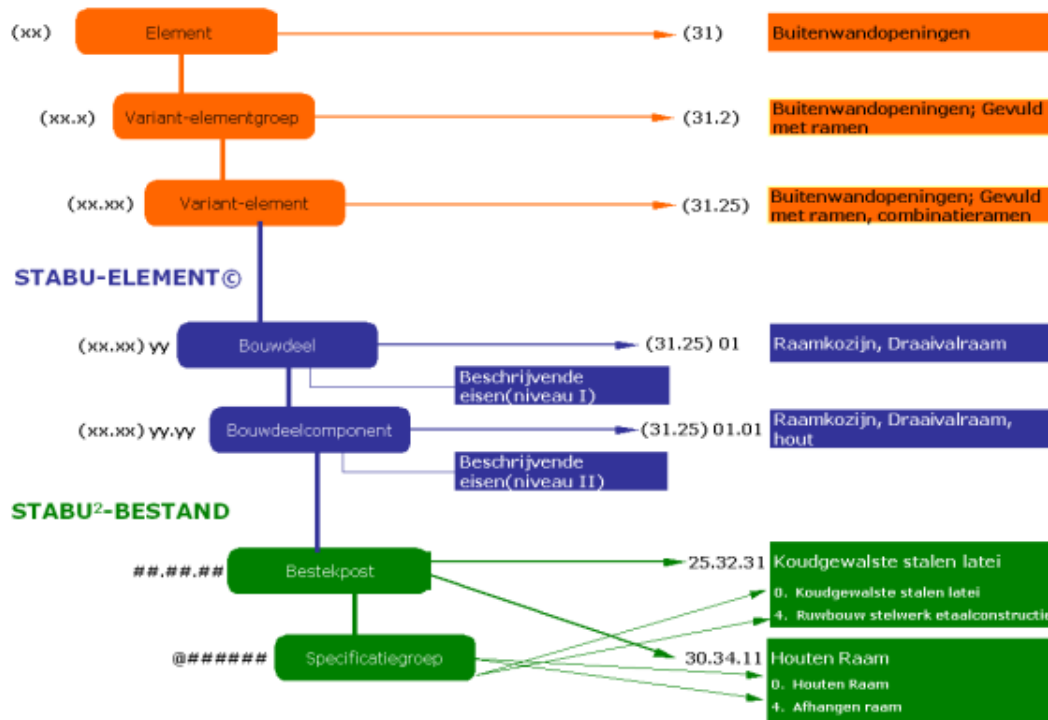 (xx) Element (31) Buitenwandopeningen
(xx.x) Variant-elementgroep (31.2) Buitenwandopeningen; Gevuld
met ramen
(xx.xx) Variant-element (31.25) Buitenwandopeningen; Gevuld
met ramen, combinatieramen
STABU-ELEMENT©
(xx.xx) yy Bouwdeel (31.25) 01 Raamkozijn, Draaivalraam
Beschrijvende
eisen(niveau I)
(xx.xx) yy.yy Bouwdeelcomponent (31.25) 01.01 Raamkozijn, Draaivalraam,
hout
Beschrijvende
eisen(niveau II)
STABU²-BESTAND
##.##.## Bestekpost 25.32.31 Koudgewalste stalen latei
0. Koudgewalste stalen latei
4. Ruwbouw stelwerk etaalconstructie
@###### Specificatiegroep 30.34.11 Houten Raam
0. Houten Raam
4. Afhangen raam